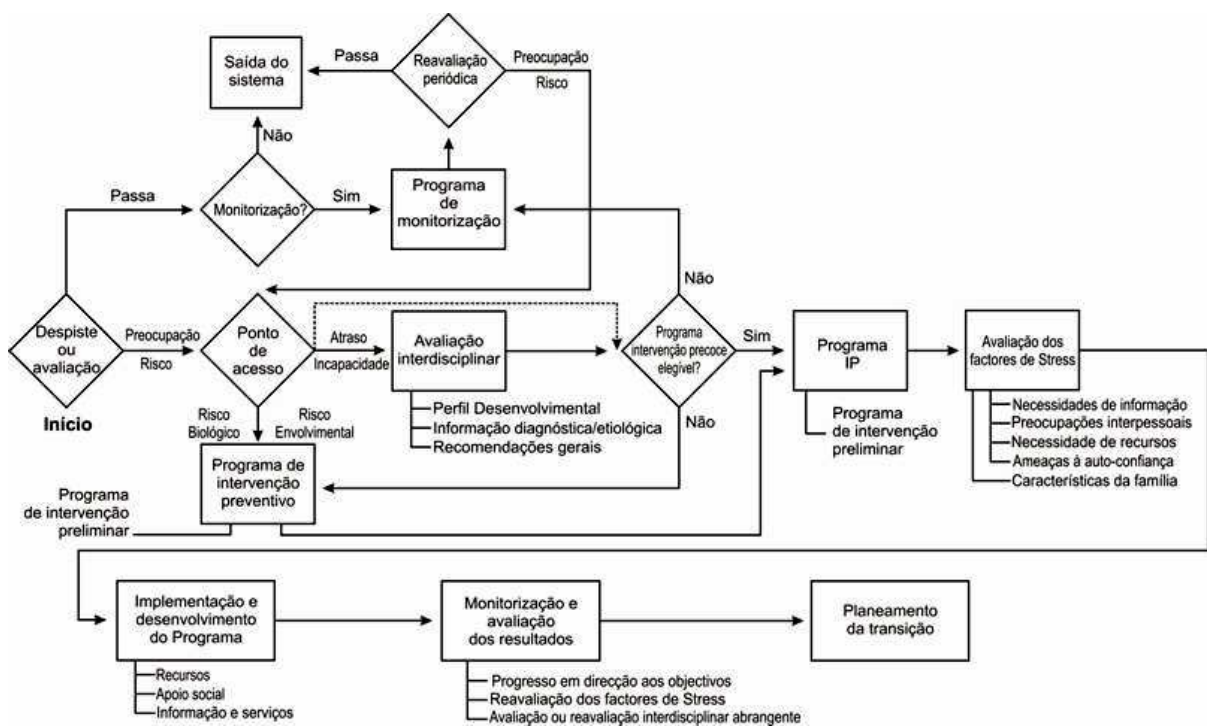 Saída do
sistema
Passa
Reavaliação
periódica
Preocupação
Risco
Não
Passa
Monitorização?
Sim
Programa
de
monitorização
Não
Despiste
ou
avaliação
Início
Preocupação
Risco
Ponto
de
acesso
Atraso
Incapacidade
Avaliação
interdisciplinar
Perfil Desenvolvimental
Informação diagnóstica/etiológica
Recomendações gerais
Programa
intervenção precoce
elegível?
Sim
Não
Programa
IP
Programa
de intervenção
preliminar
Avaliação dos
factores de Stress
Necessidades de informação
Preocupações interpessoais
Necessidade de recursos
Ameaças à auto-confiança
Características da família
Risco
Biológico
Risco
Envolvimental
Programa de
intervenção
preventivo
Programa
de intervenção
preliminar
Implementação e
desenvolvimento
do Programa
Recursos
Apoio social
Informação e serviços
Monitorização e
avaliação
dos resultados
Progresso em direcção aos objectivos
Reavaliação dos factores de Stress
Avaliação ou reavaliação interdisciplinar abrangente
Planeamento
da transição